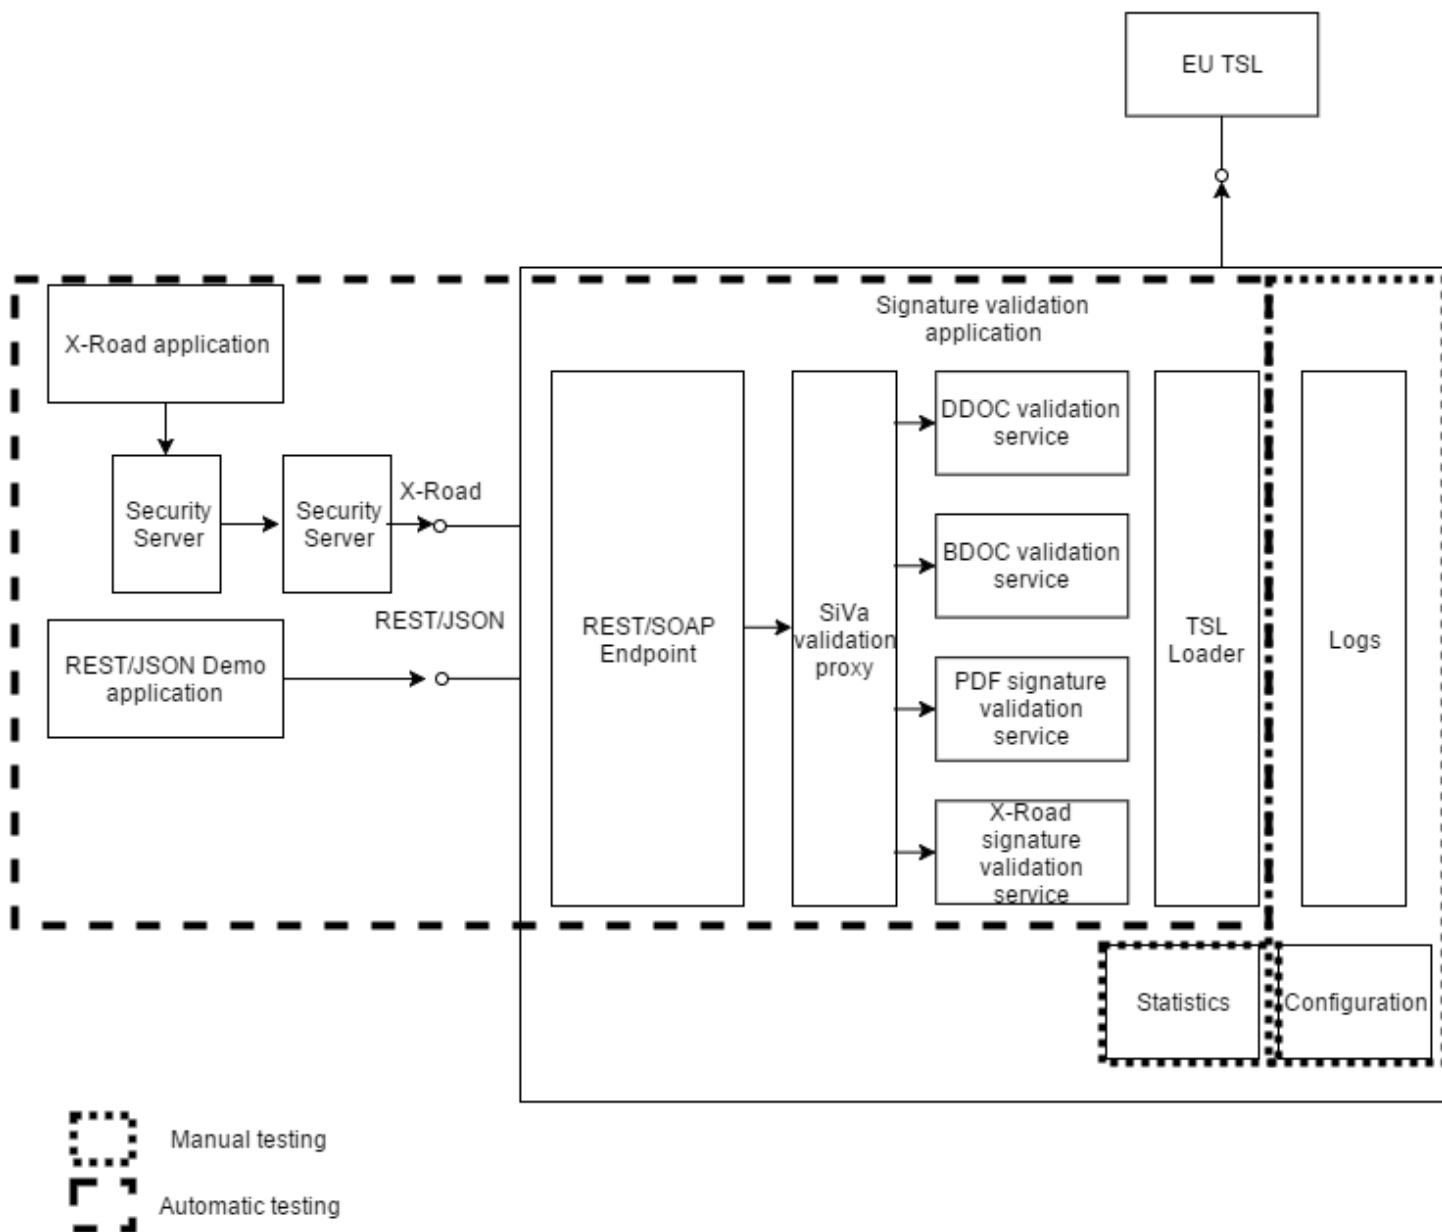 EU TSL
Signature validation
application
X-Road application
DDOC validation
service
Security
Server
Security
Server
X-Road
BDOC validation
service
REST/JSON
REST/SOAP
Endpoint
SiVa
validation
proxy
TSL
Loader
Logs
REST/JSON Demo
application
PDF signature
validation
service
X-Road
signature
validation
service
Statistics
Configuration
Manual testing
Automatic testing